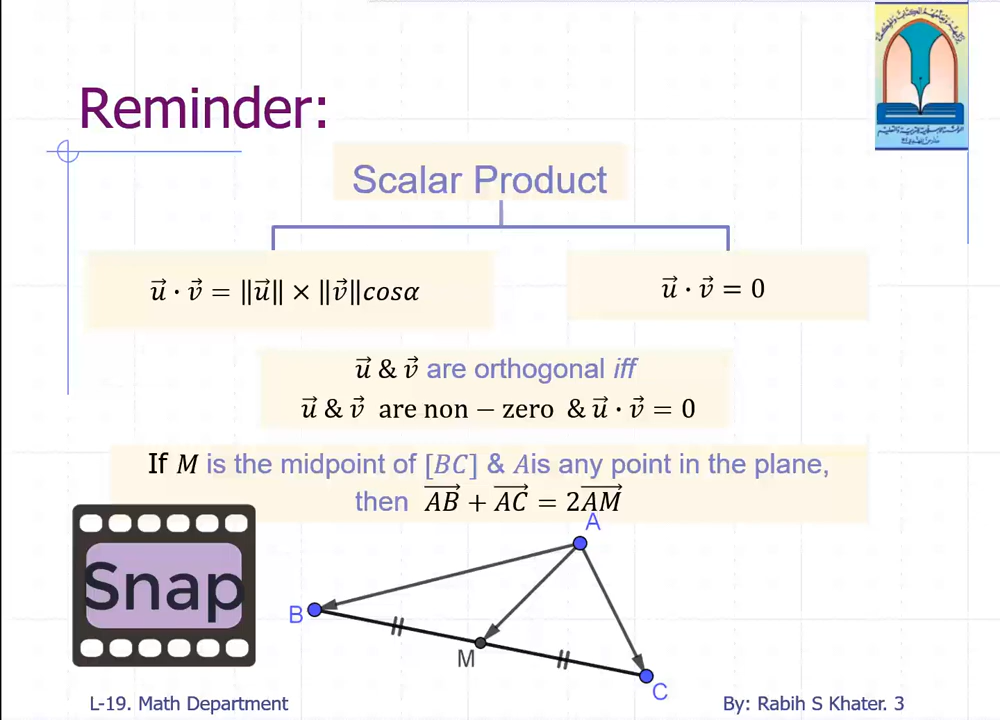 Reminder:
Scalar Product
u⃗ · v⃗ = ‖u⃗‖ × ‖v⃗‖cosα
u⃗ · v⃗ = 0
u⃗ & v⃗ are orthogonal iff
u⃗ & v⃗ are non − zero & u⃗ · v⃗ = 0
If M is the midpoint of [BC] & Ais any point in the plane,
then AB⃗ + AC⃗ = 2AM⃗
A
Snap
B
M
C
L-19. Math Department
By: Rabih S Khater. 3